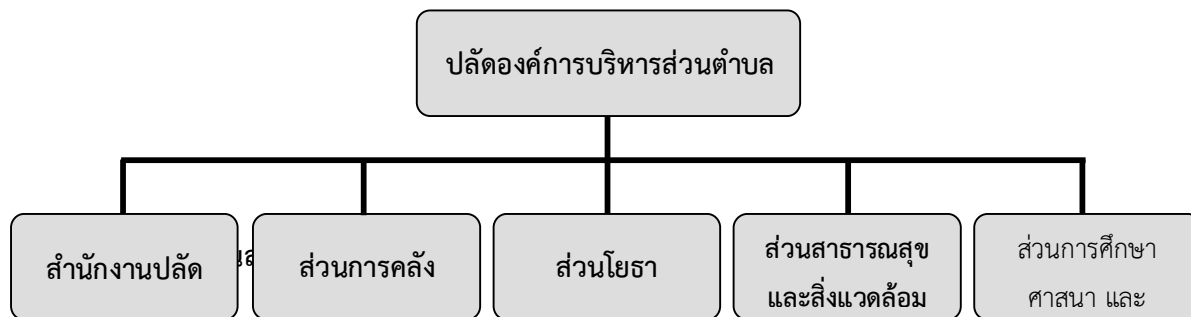 ปลัดองค์การบริหารส่วนตำบล
สำนักงานปลัด
ส่วนการคลัง
ส่วนโยธา
ส่วนสาธารณสุข
และสิ่งแวดล้อม
ส่วนการศึกษา
ศาสนา และ